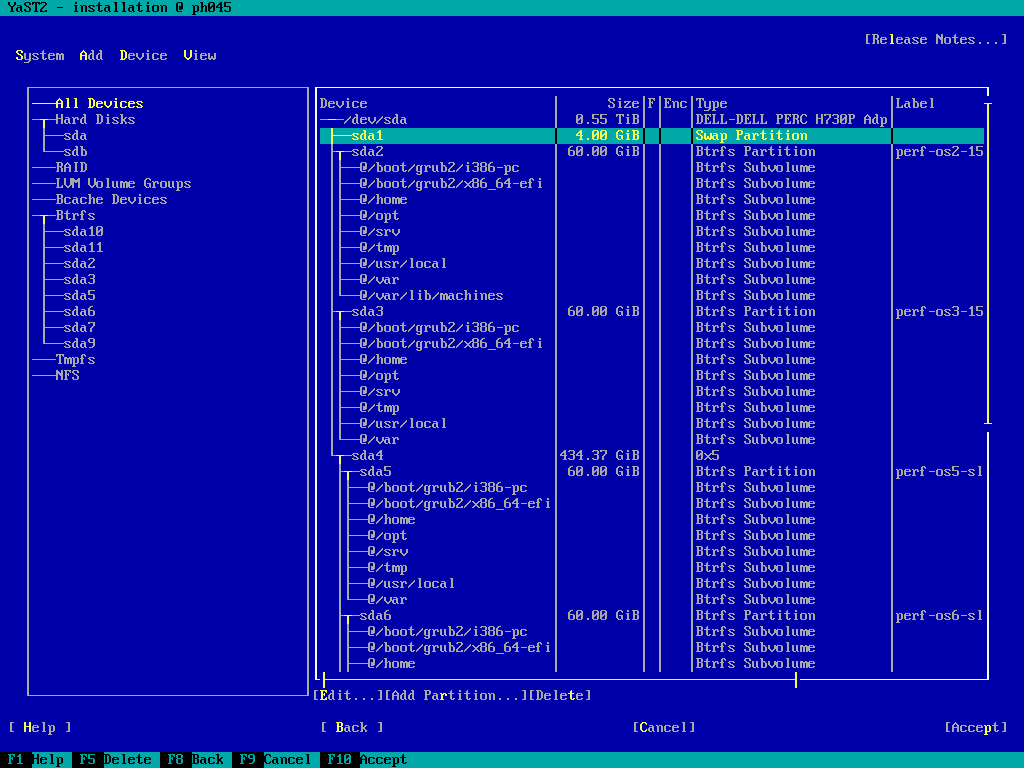 YaST2 - installation @ ph045
[Release Notes...]
System Add Device View
All Devices
Hard Disks
sda
sdb
RAID
LVM Volume Groups
Bcache Devices
Btrfs
sda10
sda11
sda2
sda3
sda5
sda6
sda7
sda9
Tmpfs
NFS
Device Size F Enc Type Label
/dev/sda 0.55 TiB DELL-DELL PERC H730P Adp
sda1 4.00 GiB Swap Partition
sda2 60.00 GiB Btrfs Partition perf-os2-15
@/boot/grub2/i386-pc Btrfs Subvolume
@/boot/grub2/x86_64-efi Btrfs Subvolume
@/home Btrfs Subvolume
@/opt Btrfs Subvolume
@/srv Btrfs Subvolume
@/tmp Btrfs Subvolume
@/usr/local Btrfs Subvolume
@/var Btrfs Subvolume
@/var/lib/machines Btrfs Subvolume
sda3 60.00 GiB Btrfs Partition perf-os3-15
@/boot/grub2/i386-pc Btrfs Subvolume
@/boot/grub2/x86_64-efi Btrfs Subvolume
@/home Btrfs Subvolume
@/opt Btrfs Subvolume
@/srv Btrfs Subvolume
@/tmp Btrfs Subvolume
@/usr/local Btrfs Subvolume
@/var Btrfs Subvolume
sda4 434.37 GiB 0x5
sda5 60.00 GiB Btrfs Partition perf-os5-sl
@/boot/grub2/i386-pc Btrfs Subvolume
@/boot/grub2/x86_64-efi Btrfs Subvolume
@/home Btrfs Subvolume
@/opt Btrfs Subvolume
@/srv Btrfs Subvolume
@/tmp Btrfs Subvolume
@/usr/local Btrfs Subvolume
@/var Btrfs Subvolume
sda6 60.00 GiB Btrfs Partition perf-os6-sl
@/boot/grub2/i386-pc Btrfs Subvolume
@/boot/grub2/x86_64-efi Btrfs Subvolume
@/home Btrfs Subvolume
[Edit...][Add Partition...][Delete]
[ Help ] [ Back ] [Cancel] [Accept]
F1 Help F5 Delete F8 Back F9 Cancel F10 Accept